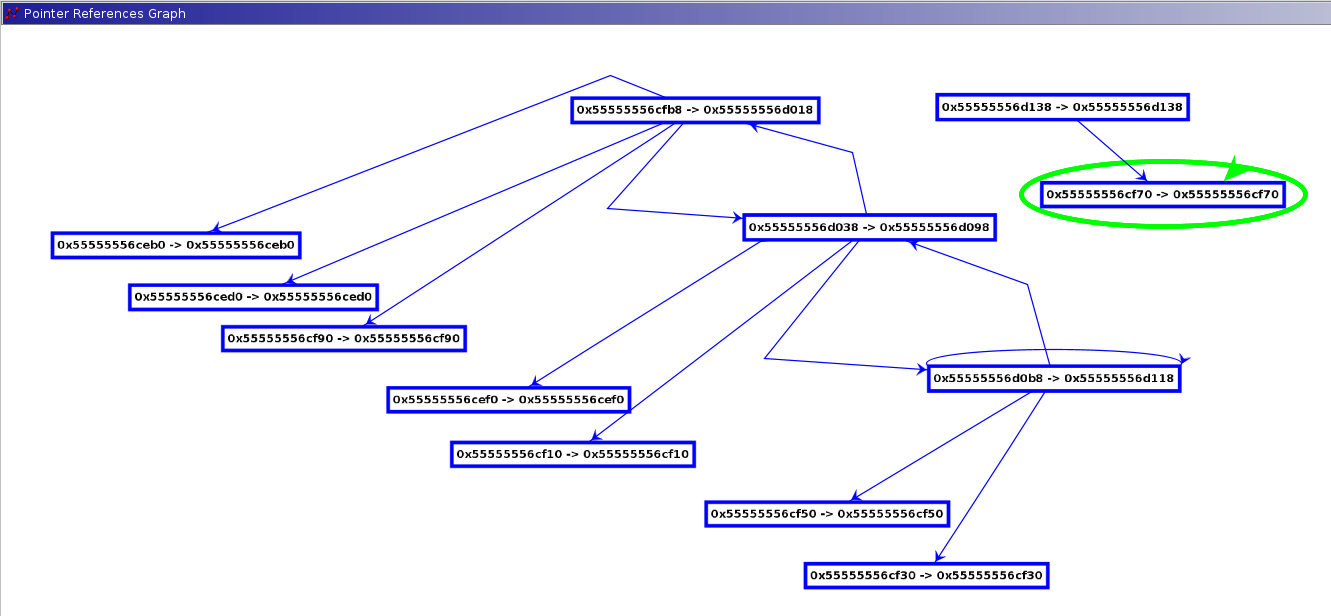 Pointer References Graph
0x55555556cfb8 -> 0x55555556d018
0x55555556d138 -> 0x55555556d138
0x55555556cf70 -> 0x55555556cf70
0x55555556d038 -> 0x55555556d098
0x55555556ceb0 -> 0x55555556ceb0
0x55555556ced0 -> 0x55555556ced0
0x55555556cf90 -> 0x55555556cf90
0x55555556d0b8 -> 0x55555556d118
0x55555556cef0 -> 0x55555556cef0
0x55555556cf10 -> 0x55555556cf10
0x55555556cf50 -> 0x55555556cf50
0x55555556cf30 -> 0x55555556cf30